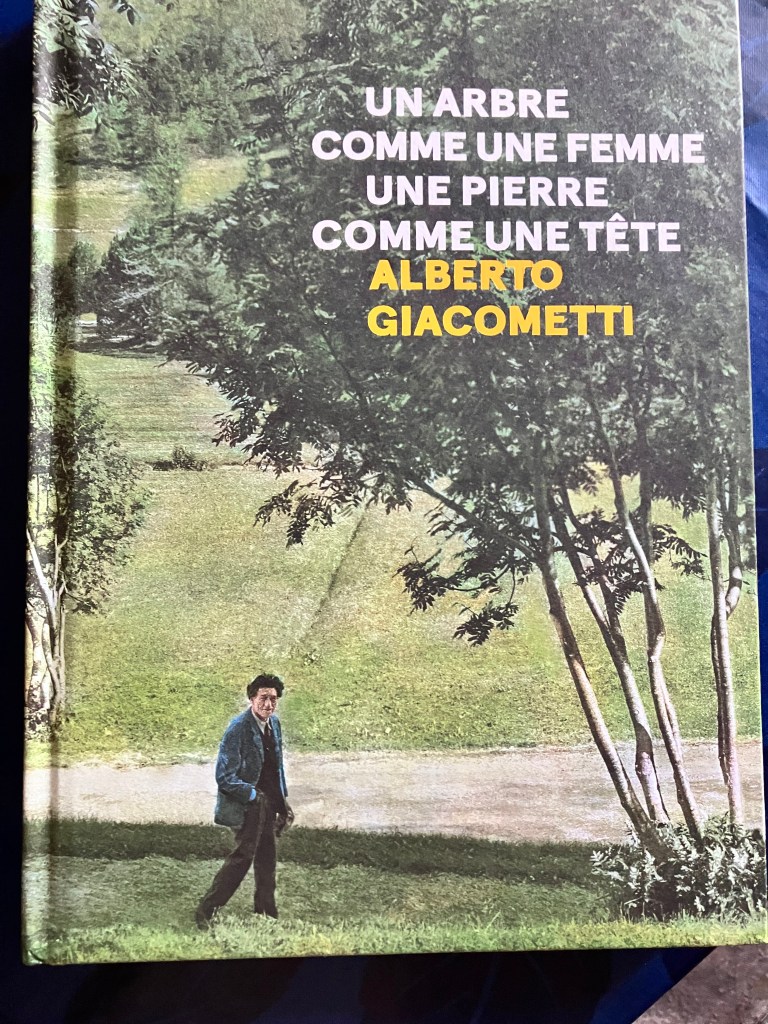 UN ARBRE
COMME UNE FEMME
UNE PIERRE
COMME UNE TÊTE
ALBERTO
GIACOMETTI